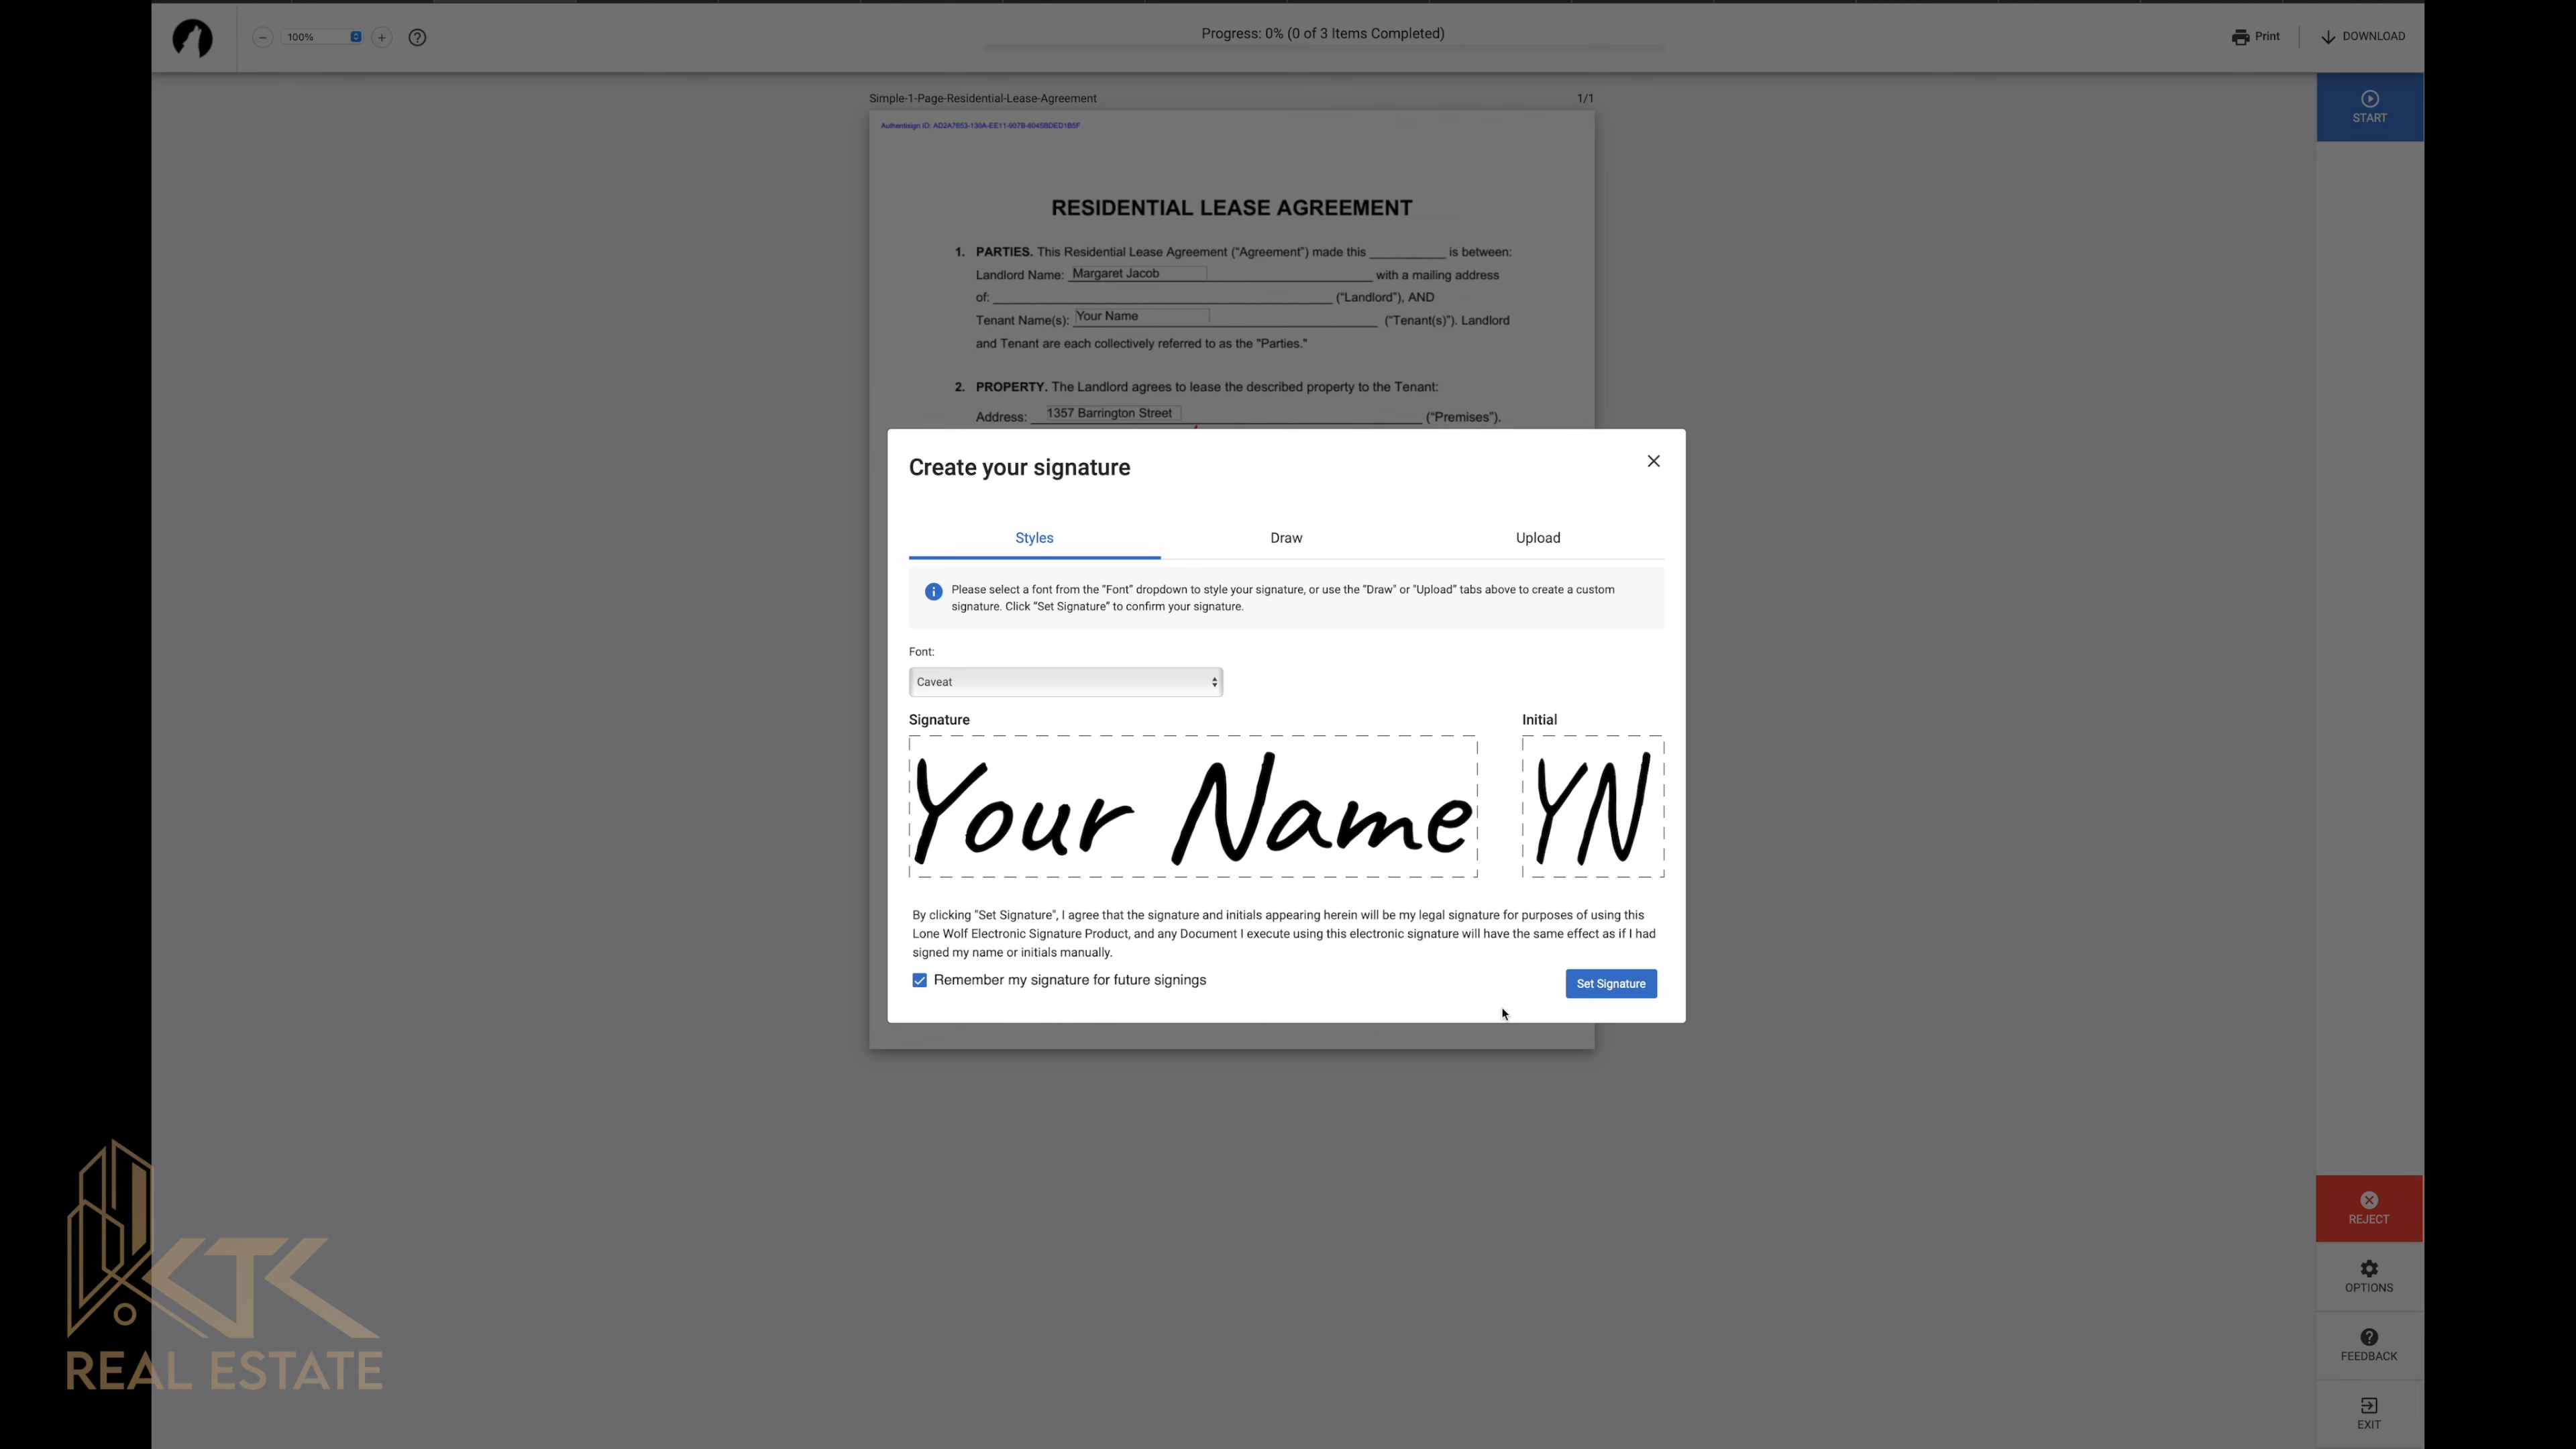 100%
Progress: 0% (0 of 3 Items Completed)
Print
DOWNLOAD
START
Simple-1-Page-Residential-Lease-Agreement
1/1
Authentisign ID: AD2A7853-130A-EE11-907B-6045BDED1B5F
RESIDENTIAL LEASE AGREEMENT
1. PARTIES. This Residential Lease Agreement ("Agreement") made this __________ is between:
Landlord Name: Margaret Jacob with a mailing address
of: ("Landlord"), AND
Tenant Name(s): Your Name ("Tenant(s)"). Landlord
and Tenant are each collectively referred to as the "Parties."
2. PROPERTY. The Landlord agrees to lease the described property to the Tenant:
Address: 1357 Barrington Street ("Premises").
Create your signature
Styles
Draw
Upload
Please select a font from the "Font" dropdown to style your signature, or use the "Draw" or "Upload" tabs above to create a custom
signature. Click "Set Signature" to confirm your signature.
Font:
Caveat
Signature
Initial
Your Name
YN
By clicking "Set Signature", I agree that the signature and initials appearing herein will be my legal signature for purposes of using this
Lone Wolf Electronic Signature Product, and any Document I execute using this electronic signature will have the same effect as if I had
signed my name or initials manually.
Remember my signature for future signings
Set Signature
REJECT
OPTIONS
FEEDBACK
EXIT
KTK
REAL ESTATE